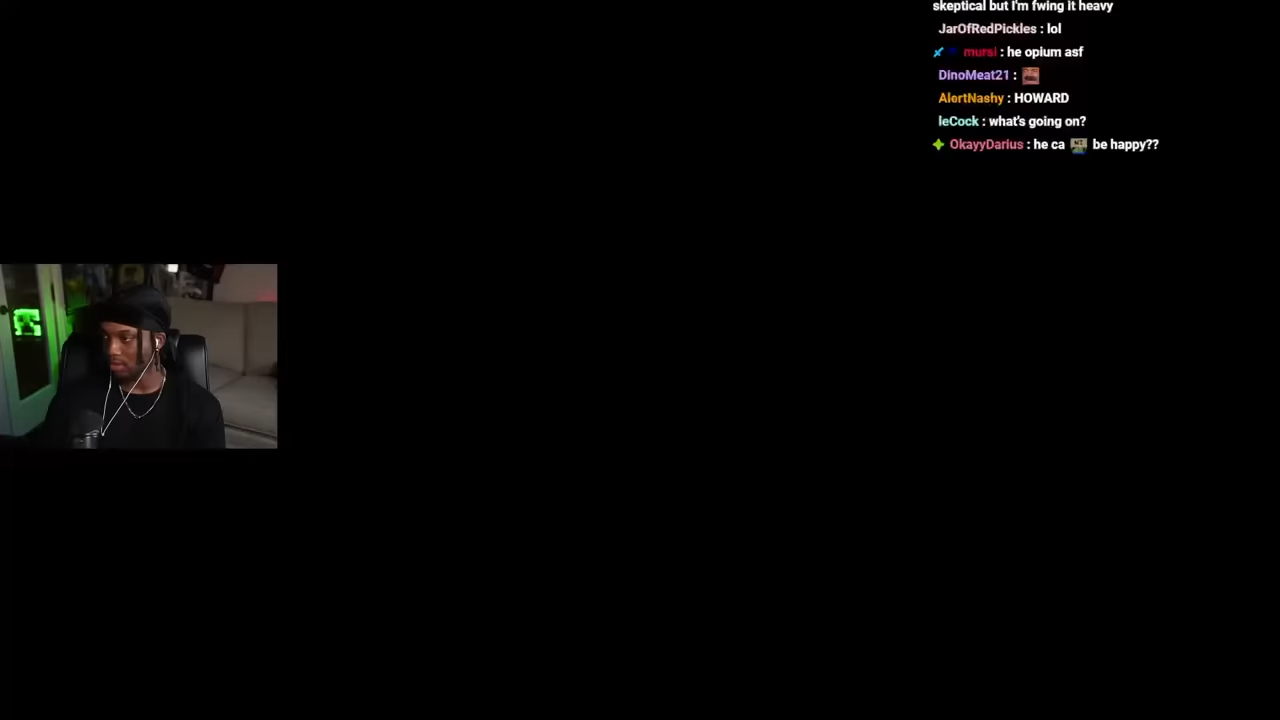 skeptical but I'm fwing it heavy
JarOfRedPickles : lol
mursl : he opium asf
DinoMeat21 :
AlertNashy : HOWARD
leCock : what's going on?
OkayyDarius : he ca be happy??